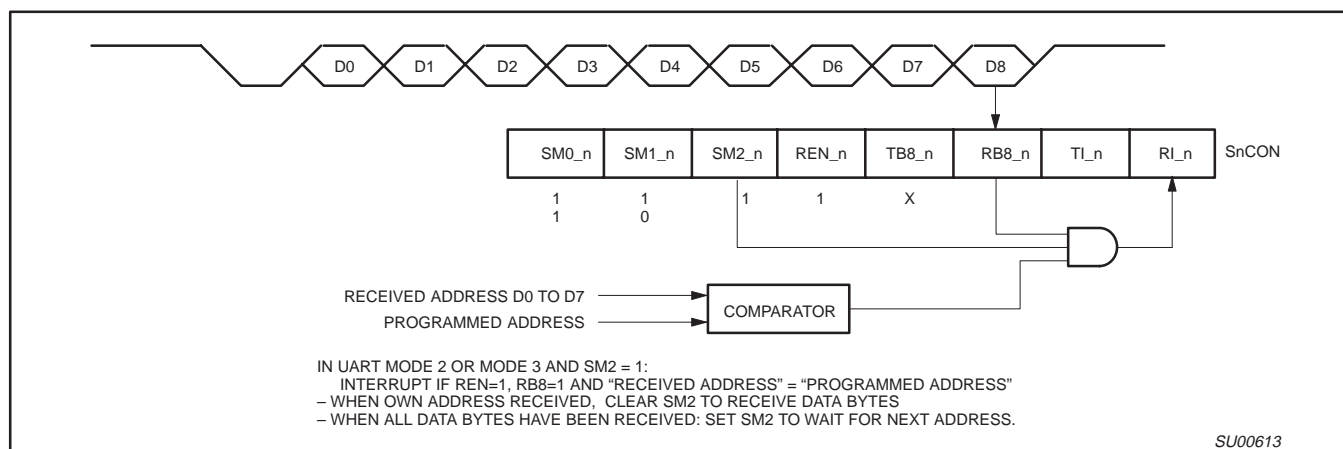 D0 D1 D2 D3 D4 D5 D6 D7 D8
SM0_n SM1_n SM2_n REN_n TB8_n RB8_n TI_n RI_n SnCON
1 1 1 1 X
1 0
RECEIVED ADDRESS D0 TO D7
COMPARATOR
PROGRAMMED ADDRESS
IN UART MODE 2 OR MODE 3 AND SM2 = 1:
INTERRUPT IF REN=1, RB8=1 AND “RECEIVED ADDRESS” = “PROGRAMMED ADDRESS”
– WHEN OWN ADDRESS RECEIVED, CLEAR SM2 TO RECEIVE DATA BYTES
– WHEN ALL DATA BYTES HAVE BEEN RECEIVED: SET SM2 TO WAIT FOR NEXT ADDRESS.
SU00613